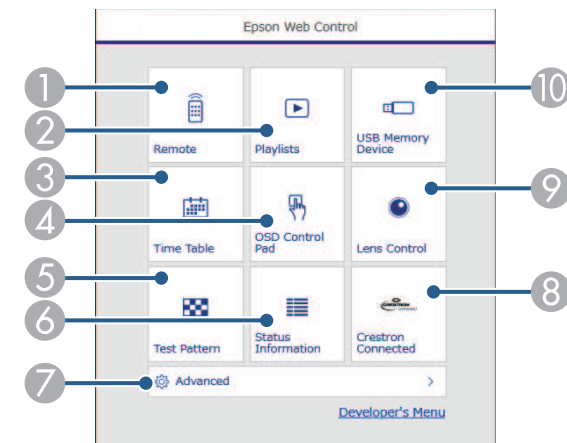 Epson Web Control
1
10
2
Remote
Playlists
USB Memory
Device
3
9
4
Time Table
OSD Control
Pad
Lens Control
5
8
6
CRESTRON
Test Pattern
Status
Information
Crestron
Connected
7
Advanced
Developer's Menu